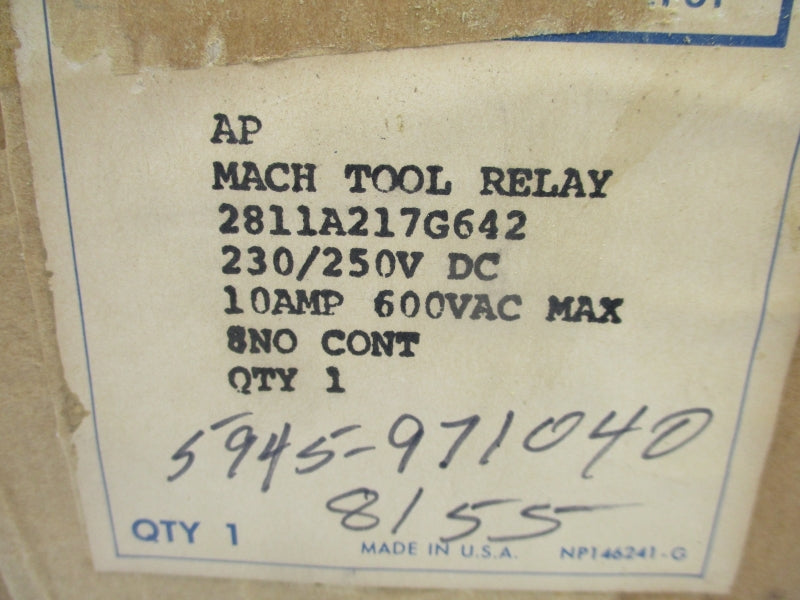 AP
MACH TOOL RELAY
2811A217G642
230/250V DC
10AMP 600VAC MAX
8NO CONT
QTY 1
5945-971040
8155
QTY 1
MADE IN U.S.A. NP146241-G